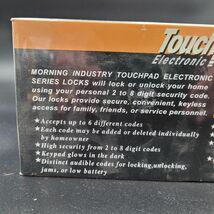 Touch
Electronic
MORNING INDUSTRY TOUCHPAD ELECTRONIC
SERIES LOCKS will lock or unlock your home
using your personal 2 to 8 digit security code.
Our locks provide secure, convenient, keyless
access for family, friends, or service personnel.
★Accepts up to 6 different codes
★Each code may be added or deleted individually
by homeowner
★High security from 2 to 8 digit codes
★Keypad glows in the dark
★Distinct audible codes for locking, unlocking,
jams, or low battery